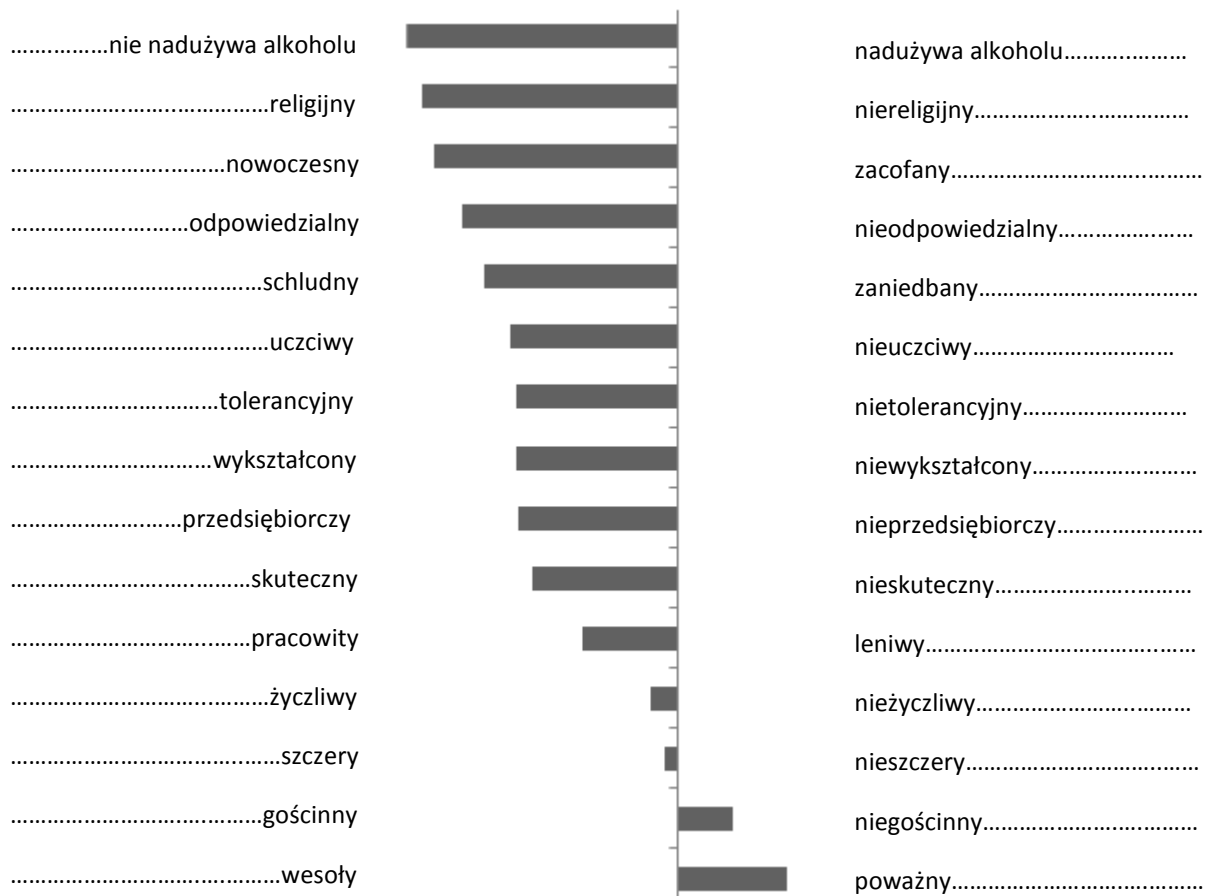 …….………nie nadużywa alkoholu nadużywa alkoholu…………..………
……………….……..……………religijny niereligijny……………….…..……………
…………………….…..………nowoczesny zacofany………………………..………
……………….….……odpowiedzialny nieodpowiedzialny…………….….……
…………………………….…….…schludny zaniedbany……………….……………
…………………….……..……uczciwy nieuczciwy……………….……………
……………………….……………tolerancyjny nietolerancyjny………….……………
……………………….……wykształcony niewykształcony…………….…………
………………….……przedsiębiorczy nieprzedsiębiorczy……….……………
………………….…..…………skuteczny nieskuteczny…………………..………
……………………….……………pracowity leniwy……………………………..……
……………………….…..…………życzliwy nieżyczliwy…………………….………
………………………….…..………szczery nieszczery…………………….….……
……………………….….………gościnny niegościnny………………….….………
……………………….….…………wesoły poważny…………………….….……………